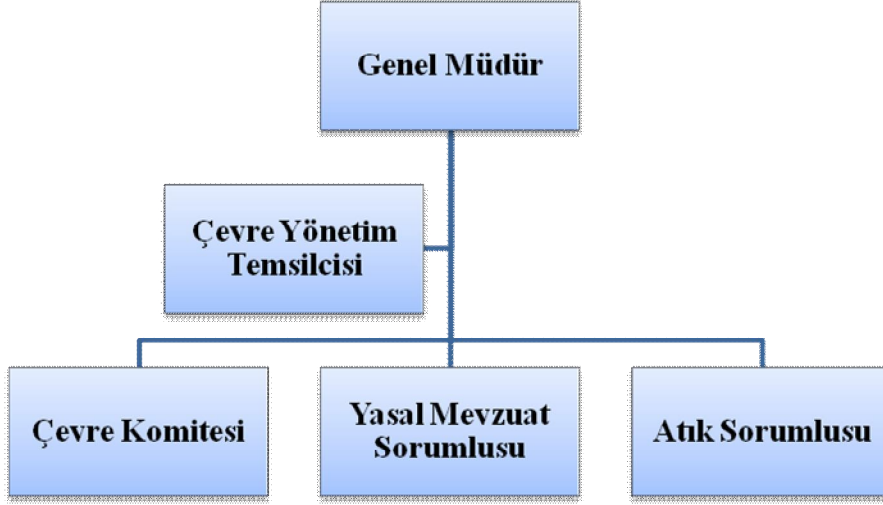 Genel Müdür
Çevre Yönetim
Temsilcisi
Çevre Komitesi
Yasal Mevzuat
Sorumlusu
Atık Sorumlusu